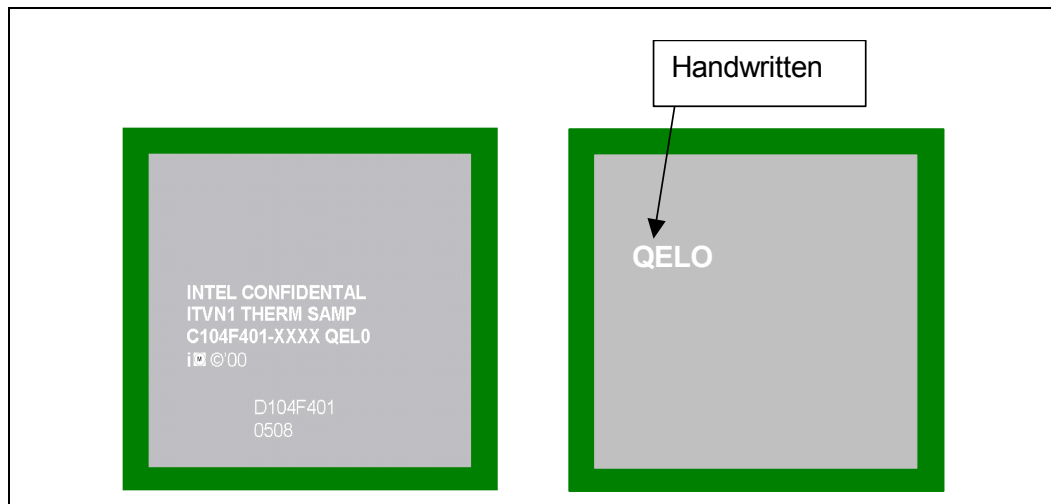 Handwritten
INTEL CONFIDENTAL
ITVN1 THERM SAMP
C104F401-XXXX QEL0
i M ©'00
D104F401
0508
QELO